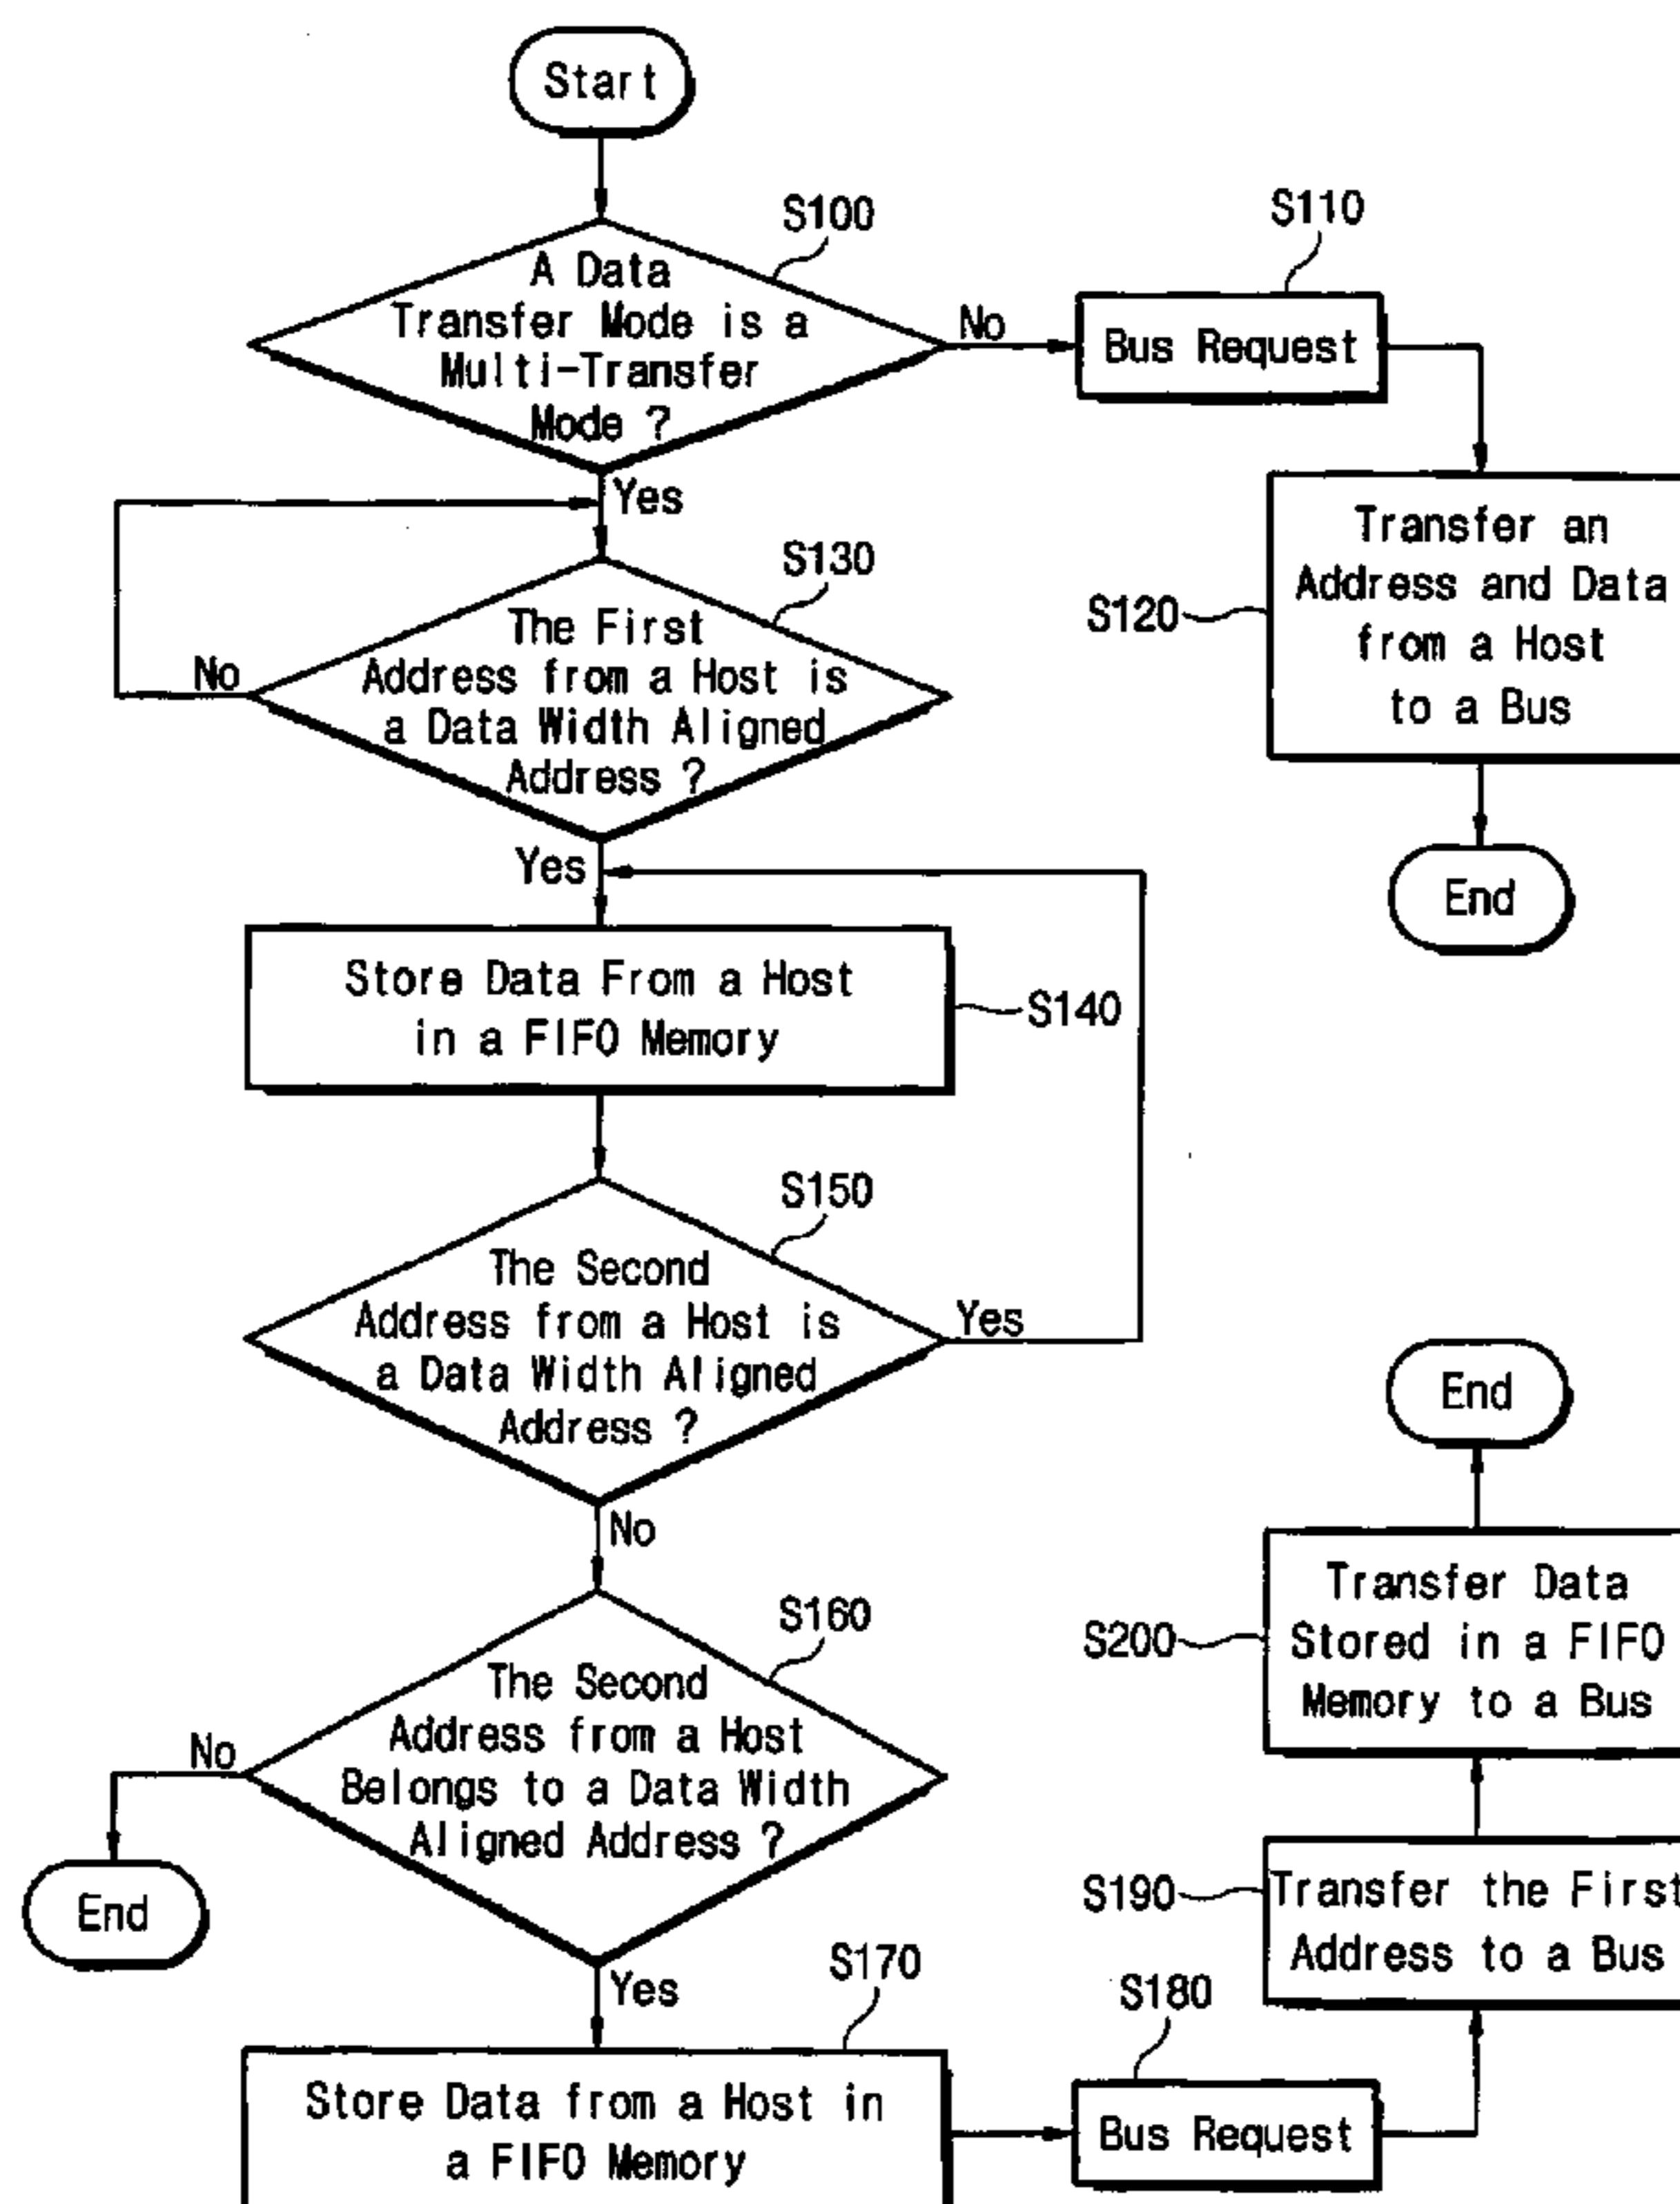 Start
S100
A Data
Transfer Mode is a
Multi-Transfer
Mode ?
No
S110
Bus Request
Yes
S120
Transfer an
Address and Data
from a Host
to a Bus
End
S130
The First
Address from a Host is
a Data Width Aligned
Address ?
No
Yes
Store Data From a Host
in a FIFO Memory
S140
S150
The Second
Address from a Host is
a Data Width Aligned
Address ?
Yes
No
S160
The Second
Address from a Host
Belongs to a Data Width
Aligned Address ?
No
End
Yes
S170
Store Data from a Host in
a FIFO Memory
S180
Bus Request
S190
Transfer the First
Address to a Bus
S200
Transfer Data
Stored in a FIFO
Memory to a Bus
End